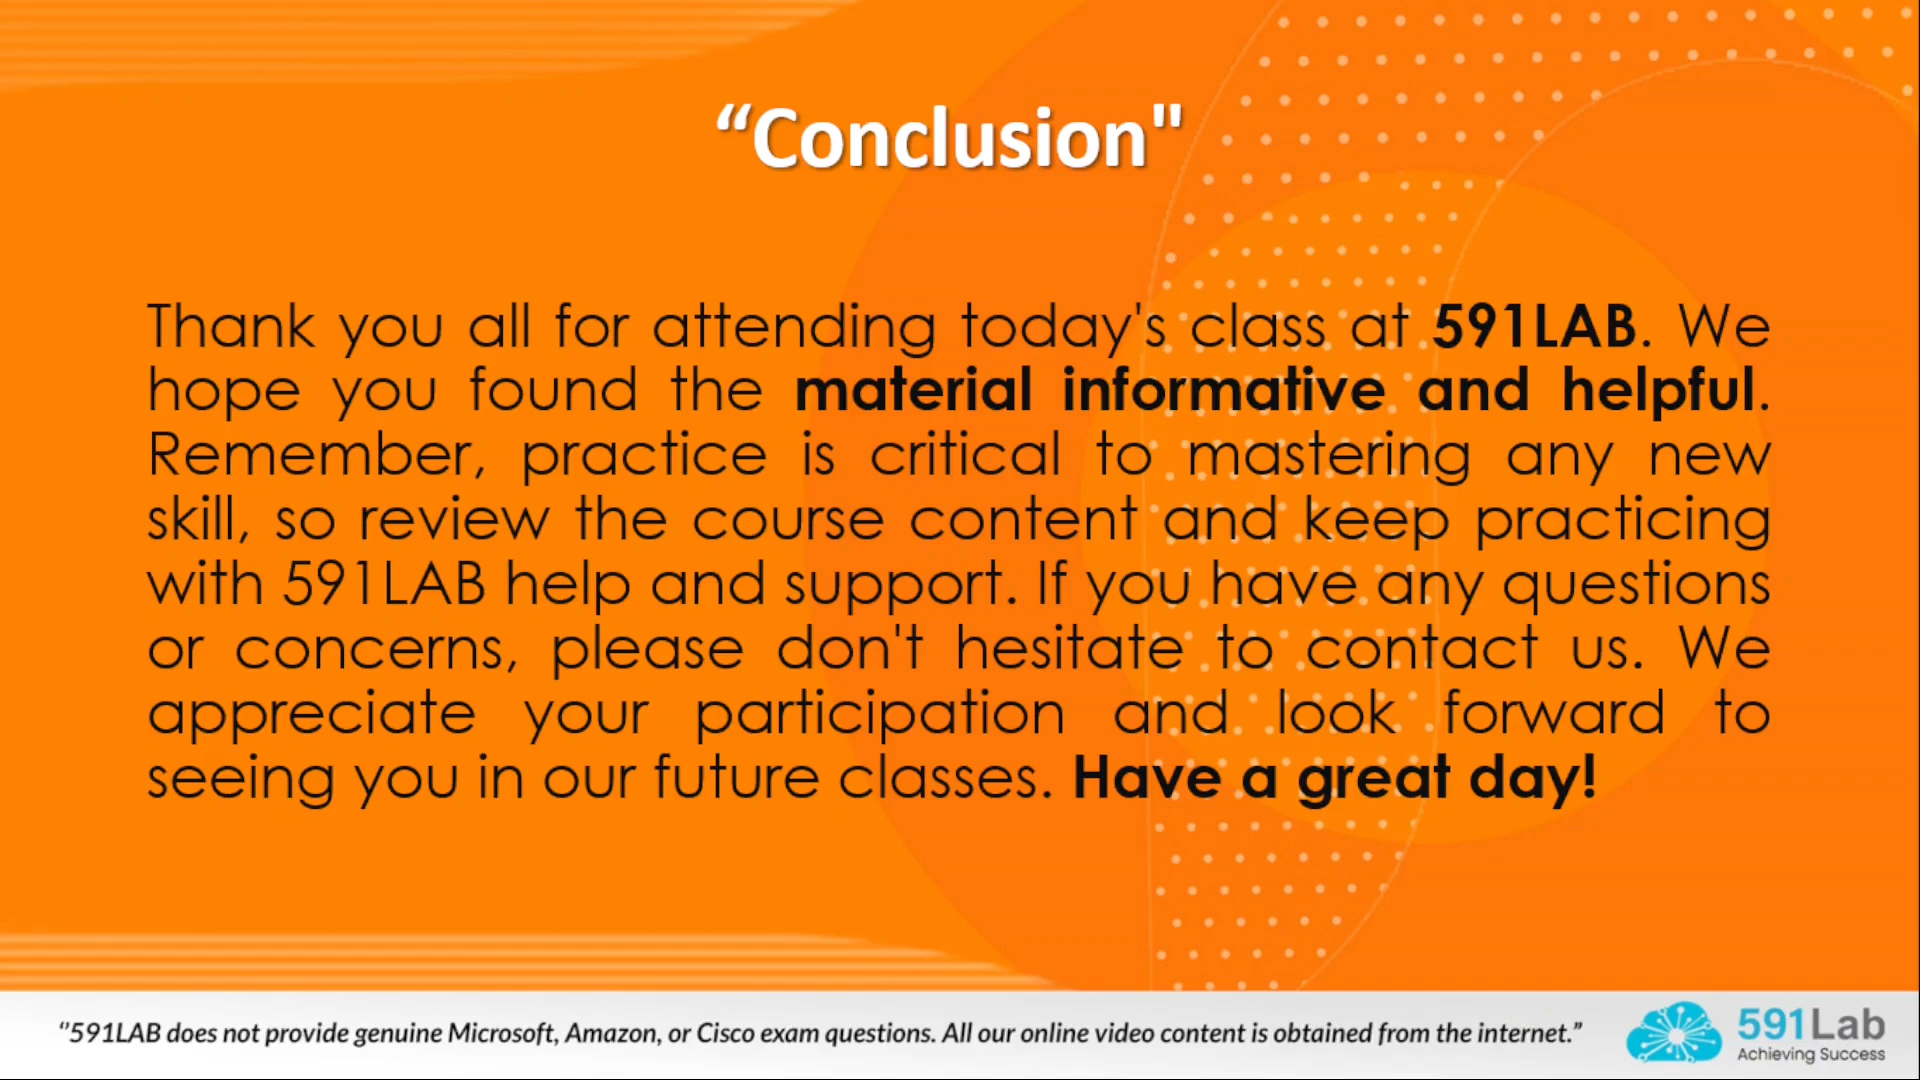 “Conclusion"
Thank you all for attending today's class at 591LAB. We
hope you found the material informative and helpful.
Remember, practice is critical to mastering any new
skill, so review the course content and keep practicing
with 591LAB help and support. If you have any questions
or concerns, please don't hesitate to contact us. We
appreciate your participation and look forward to
seeing you in our future classes. Have a great day!
‘’591LAB does not provide genuine Microsoft, Amazon, or Cisco exam questions. All our online video content is obtained from the internet.”
591Lab
Achieving Success